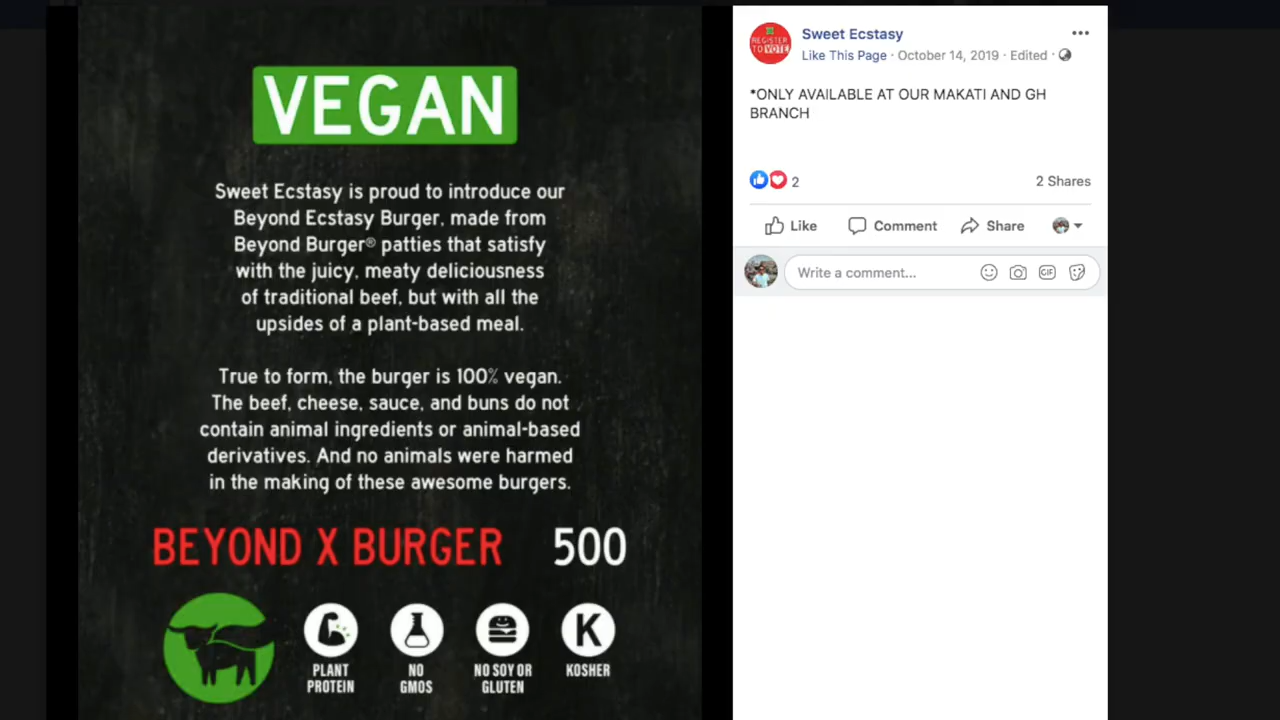 VEGAN
Sweet Ecstasy is proud to introduce our
Beyond Ecstasy Burger, made from
Beyond Burger® patties that satisfy
with the juicy, meaty deliciousness
of traditional beef, but with all the
upsides of a plant-based meal.
True to form, the burger is 100% vegan.
The beef, cheese, sauce, and buns do not
contain animal ingredients or animal-based
derivatives. And no animals were harmed
in the making of these awesome burgers.
BEYOND X BURGER 500
PLANT
PROTEIN
NO
GMOS
NO SOY OR
GLUTEN
K
KOSHER
REGISTER
TO VOTE
Sweet Ecstasy
Like This Page · October 14, 2019 · Edited ·
*ONLY AVAILABLE AT OUR MAKATI AND GH
BRANCH
2
2 Shares
Like Comment Share
Write a comment...
GIF